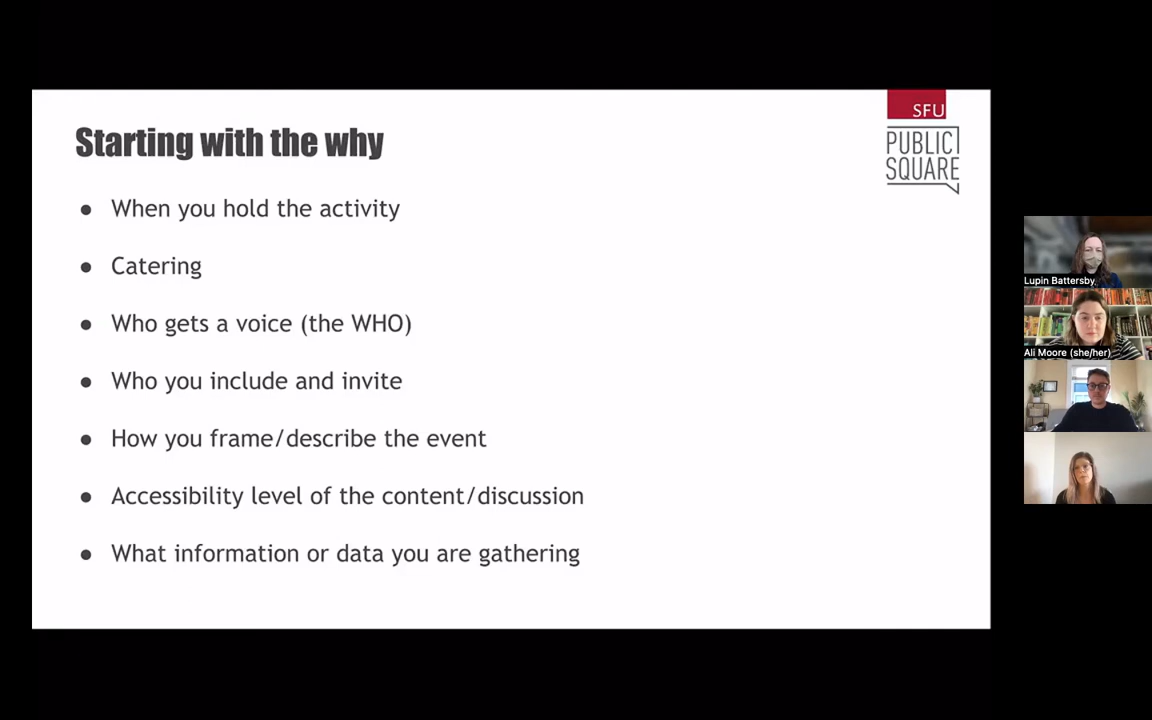 Starting with the why
SFU
PUBLIC
SQUARE
● When you hold the activity
● Catering
● Who gets a voice (the WHO)
● Who you include and invite
● How you frame/describe the event
● Accessibility level of the content/discussion
● What information or data you are gathering
Lupin Battersby
Ali Moore (she/her)